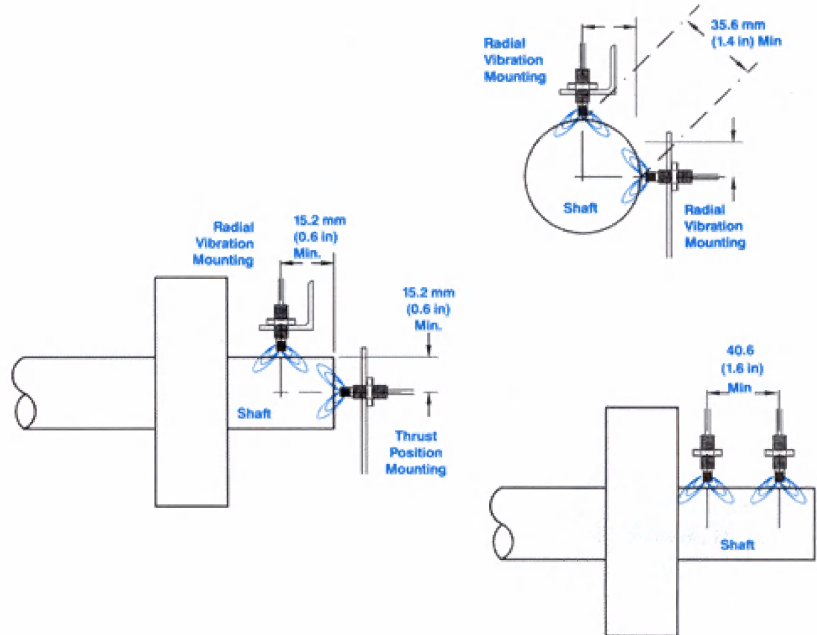 Radial
Vibration
Mounting
35.6 mm
(1.4 in) Min
Shaft
Radial
Vibration
Mounting
Radial
Vibration
Mounting
15.2 mm
(0.6 in)
Min.
15.2 mm
(0.6 in)
Min.
Shaft
Thrust
Position
Mounting
40.6
(1.6 in)
Min
Shaft